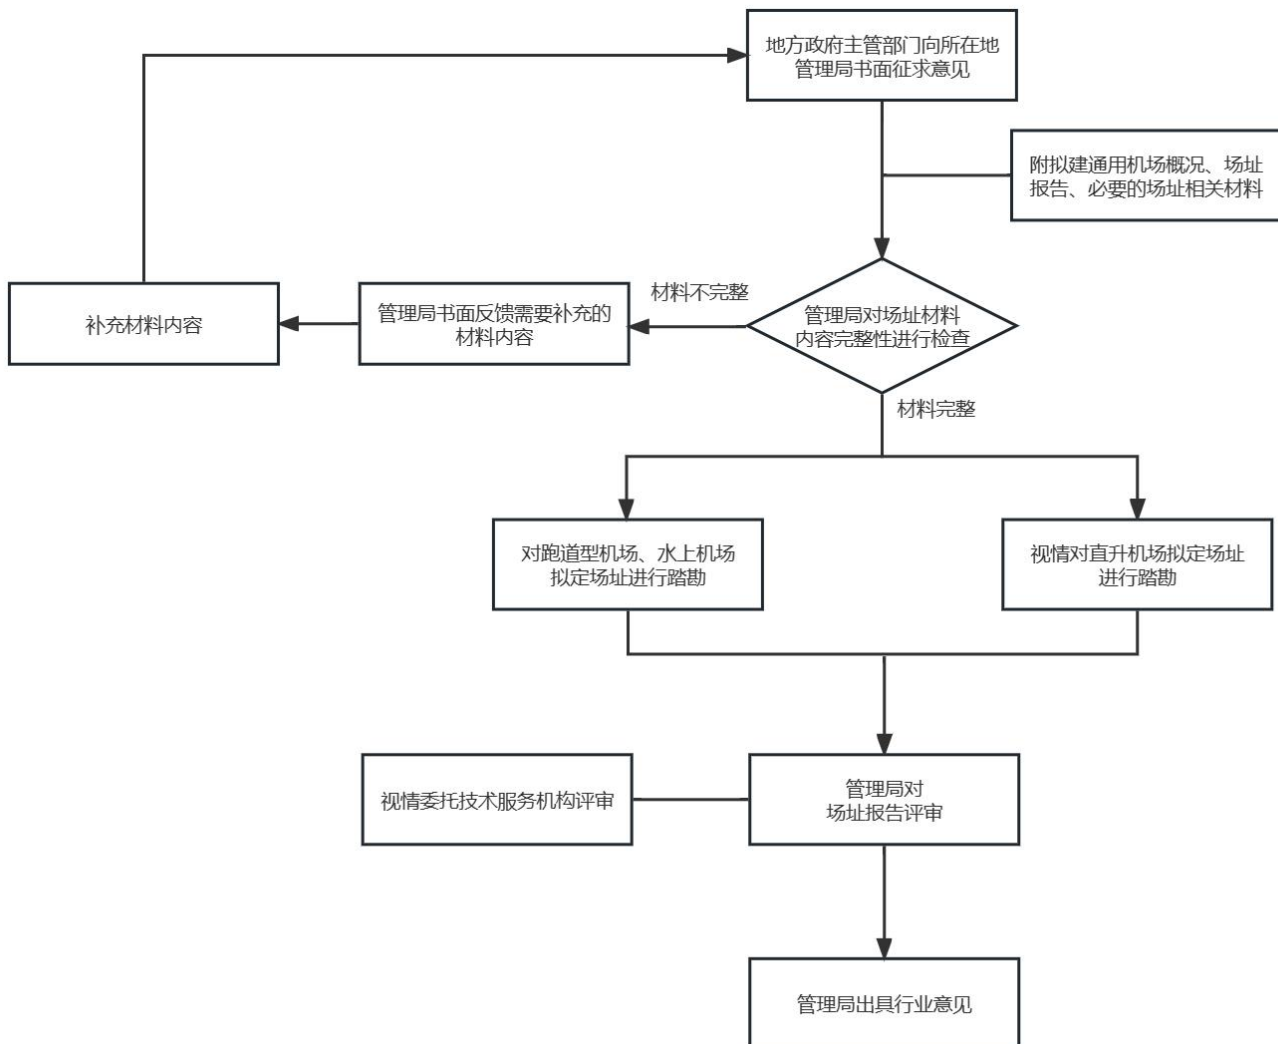 地方政府主管部门向所在地
管理局书面征求意见
附拟建通用机场概况、场址
报告、必要的场址相关材料
材料不完整
管理局对场址材料
内容完整性进行检查
管理局书面反馈需要补充的
材料内容
补充材料内容
材料完整
对跑道型机场、水上机场
拟定场址进行踏勘
视情对直升机场拟定场址
进行踏勘
视情委托技术服务机构评审
管理局对
场址报告评审
管理局出具行业意见